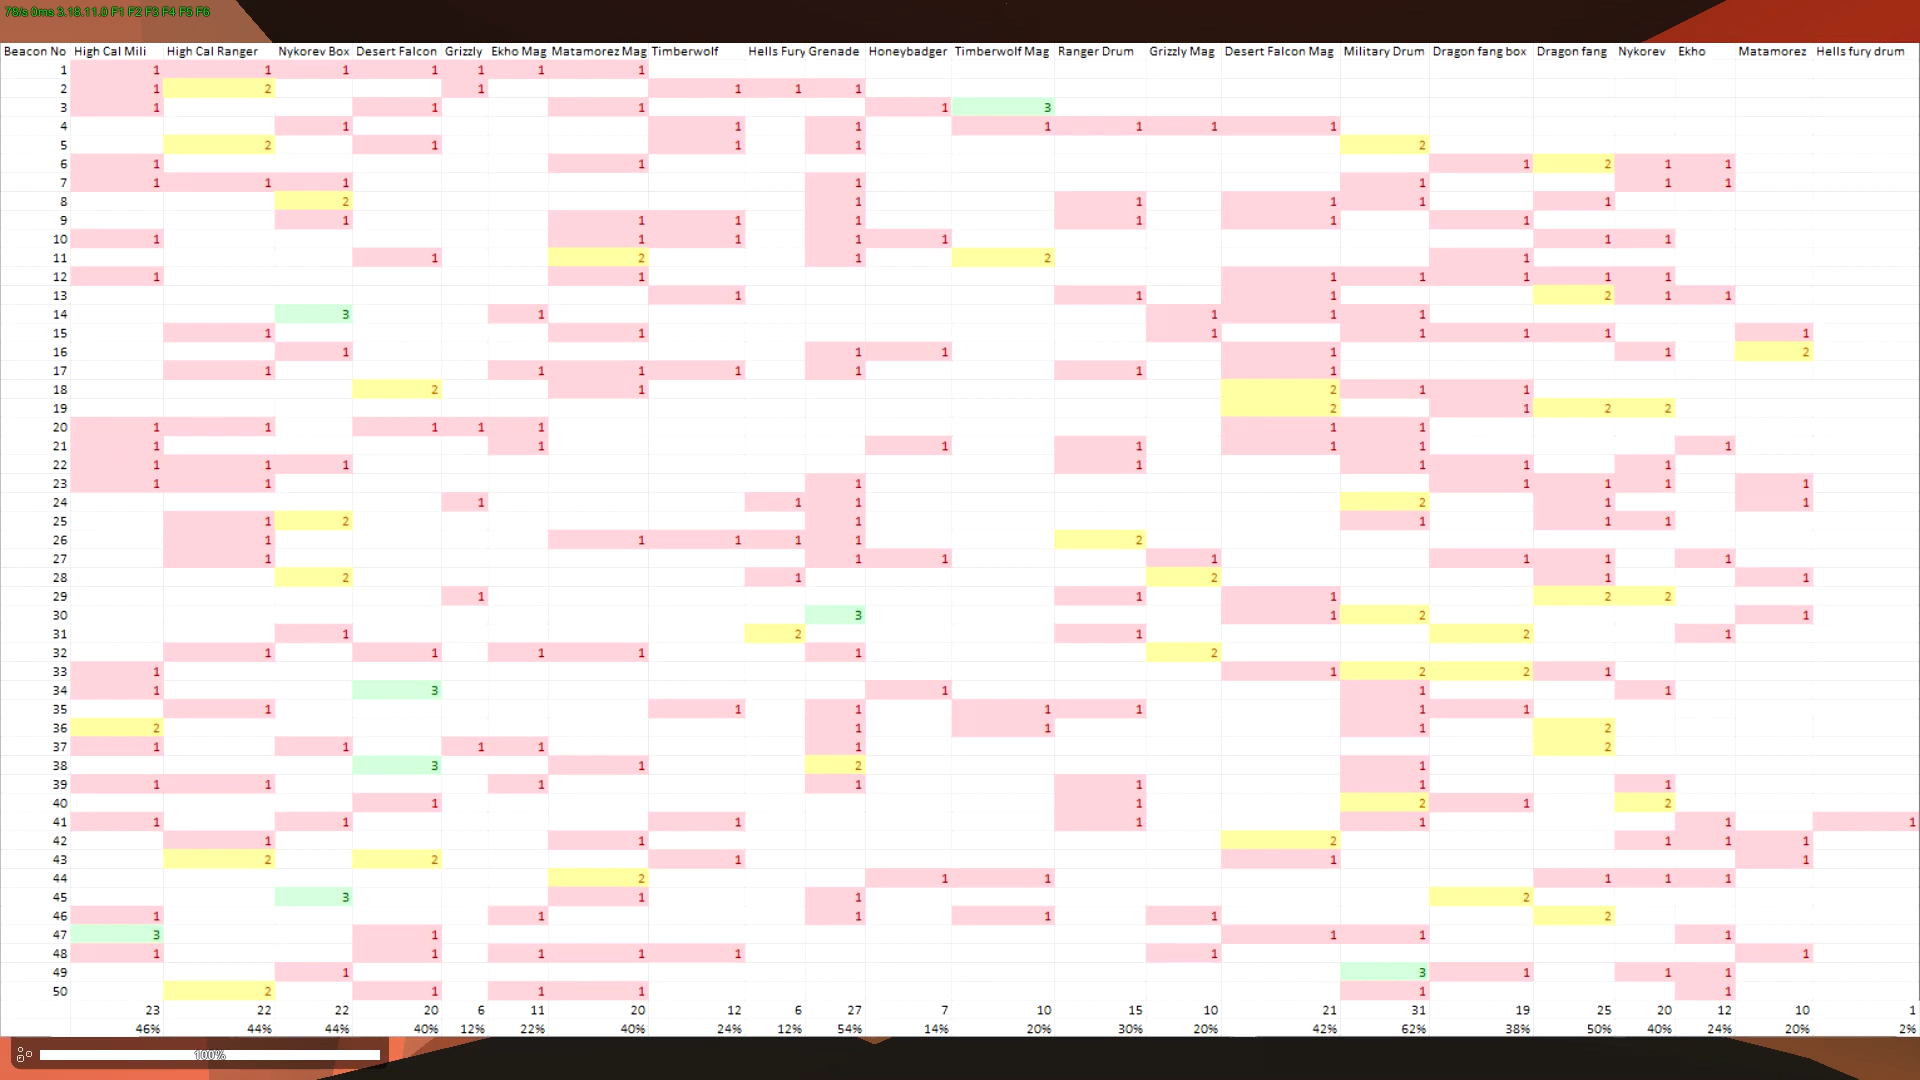 78/s 0ms 3.18.11.0 F1 F2 F3 F4 F5 F6
Beacon No High Cal Mili High Cal Ranger Nykorev Box Desert Falcon Grizzly Ekho Mag Matamorez Mag Timberwolf Hells Fury Grenade Honeybadger Timberwolf Mag Ranger Drum Grizzly Mag Desert Falcon Mag Military Drum Dragon fang box Dragon fang Nykorev Ekho Matamorez Hells fury drum
1 1 1 1 1 1 1 1
2 1 2 1 1 1 1
3 1 1 1 1 3
4 1 1 1 1 1 1 1
5 2 1 1 1 2
6 1 1 1 2 1 1
7 1 1 1 1 1 1 1
8 2 1 1 1 1 1
9 1 1 1 1 1 1 1
10 1 1 1 1 1 1 1
11 1 2 1 2 1
12 1 1 1 1 1 1 1
13 1 1 1 2 1 1
14 3 1 1 1 1
15 1 1 1 1 1 1 1
16 1 1 1 1 1 2
17 1 1 1 1 1 1 1
18 2 1 2 1 1
19 2 1 2 2
20 1 1 1 1 1 1 1
21 1 1 1 1 1 1 1
22 1 1 1 1 1 1 1
23 1 1 1 1 1 1 1
24 1 1 1 2 1 1
25 1 2 1 1 1 1
26 1 1 1 1 1 2
27 1 1 1 1 1 1 1
28 2 1 2 1 1
29 1 1 1 2 2
30 3 1 2 1
31 1 2 1 2 1
32 1 1 1 1 1 2
33 1 1 2 2 1
34 1 3 1 1 1
35 1 1 1 1 1 1 1
36 2 1 1 1 2
37 1 1 1 1 1 2
38 3 1 2 1
39 1 1 1 1 1 1 1
40 1 1 2 1 2
41 1 1 1 1 1 1 1
42 1 1 2 1 1 1
43 2 2 1 1 1
44 2 1 1 1 1 1
45 3 1 1 2
46 1 1 1 1 1 2
47 3 1 1 1 1
48 1 1 1 1 1 1 1
49 1 3 1 1 1
50 2 1 1 1 1 1
23 22 22 20 6 11 20 12 6 27 7 10 15 10 21 31 19 25 20 12 10 1
46% 44% 44% 40% 12% 22% 40% 24% 12% 54% 14% 20% 30% 20% 42% 62% 38% 50% 40% 24% 20% 2%
100%